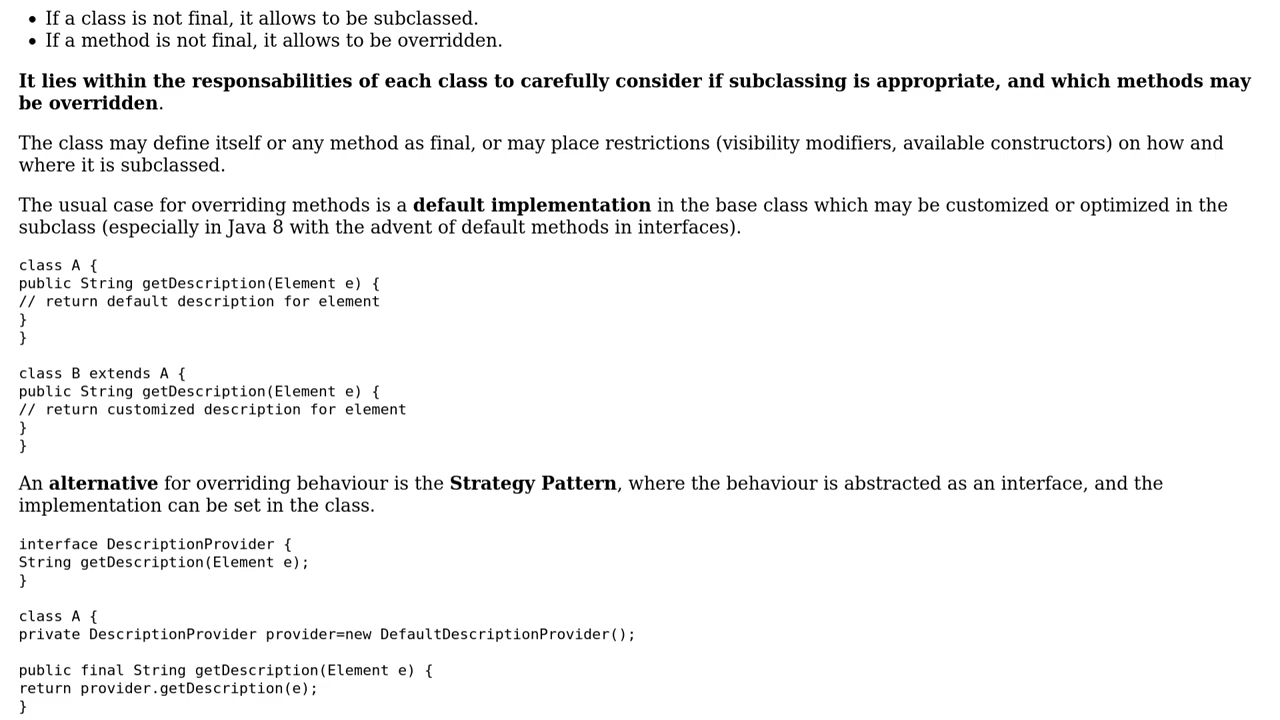 If a class is not final, it allows to be subclassed.
If a method is not final, it allows to be overridden.
It lies within the responsabilities of each class to carefully consider if subclassing is appropriate, and which methods may
be overridden.
The class may define itself or any method as final, or may place restrictions (visibility modifiers, available constructors) on how and
where it is subclassed.
The usual case for overriding methods is a default implementation in the base class which may be customized or optimized in the
subclass (especially in Java 8 with the advent of default methods in interfaces).
class A {
public String getDescription(Element e) {
// return default description for element
}
}
class B extends A {
public String getDescription(Element e) {
// return customized description for element
}
}
An alternative for overriding behaviour is the Strategy Pattern, where the behaviour is abstracted as an interface, and the
implementation can be set in the class.
interface DescriptionProvider {
String getDescription(Element e);
}
class A {
private DescriptionProvider provider=new DefaultDescriptionProvider();
public final String getDescription(Element e) {
return provider.getDescription(e);
}